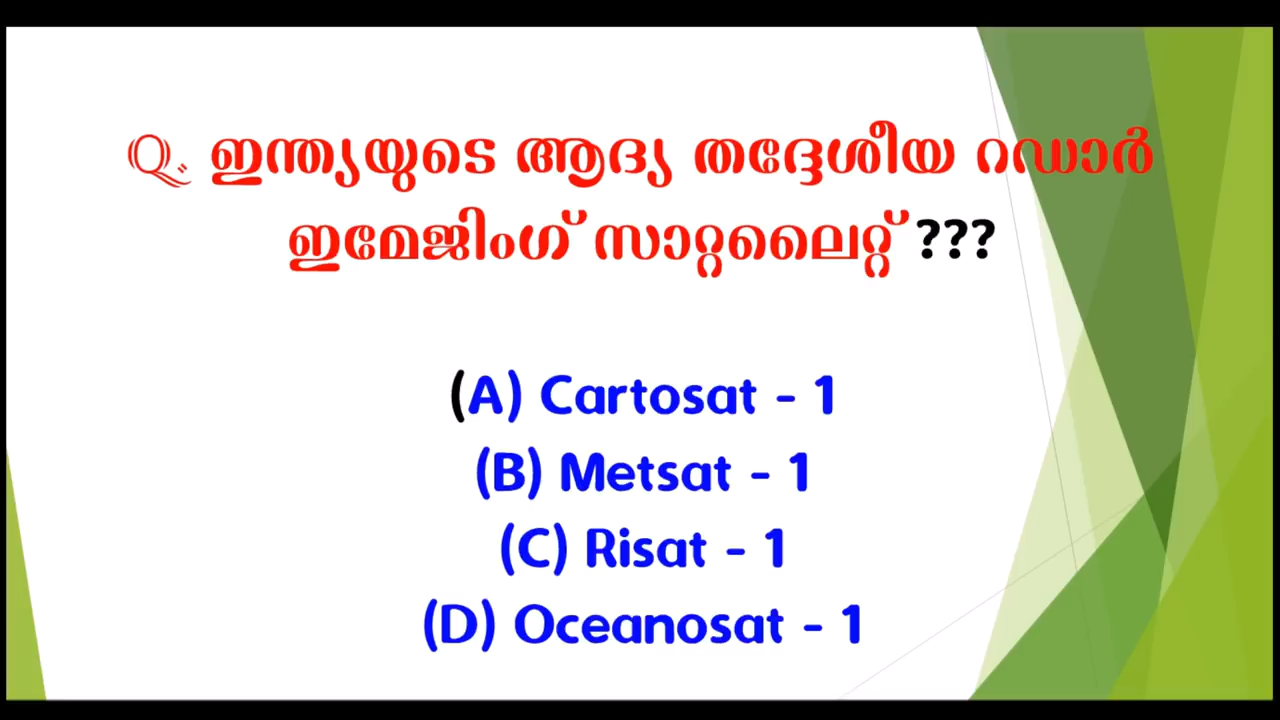 Q. ഇന്ത്യയുടെ ആദ്യ തദ്ദേശീയ റഡാർ
ഇമേജിംഗ് സാറ്റലൈറ്റ് ???
(A) Cartosat - 1
(B) Metsat - 1
(C) Risat - 1
(D) Oceanosat - 1